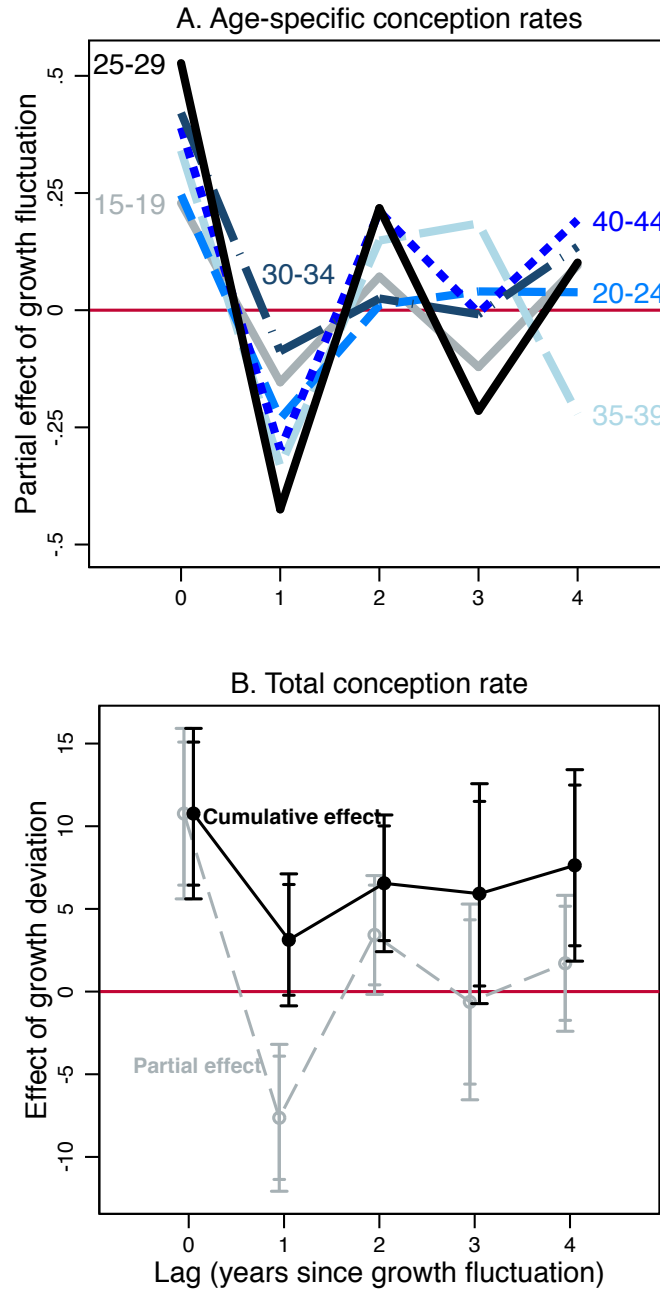 A. Age-specific conception rates
Partial effect of growth fluctuation
.5
.25
0
-.25
-.5
25-29
15-19
30-34
40-44
20-24
35-39
0 1 2 3 4
B. Total conception rate
Effect of growth deviation
15
10
5
0
-5
-10
Cumulative effect
Partial effect
0 1 2 3 4
Lag (years since growth fluctuation)